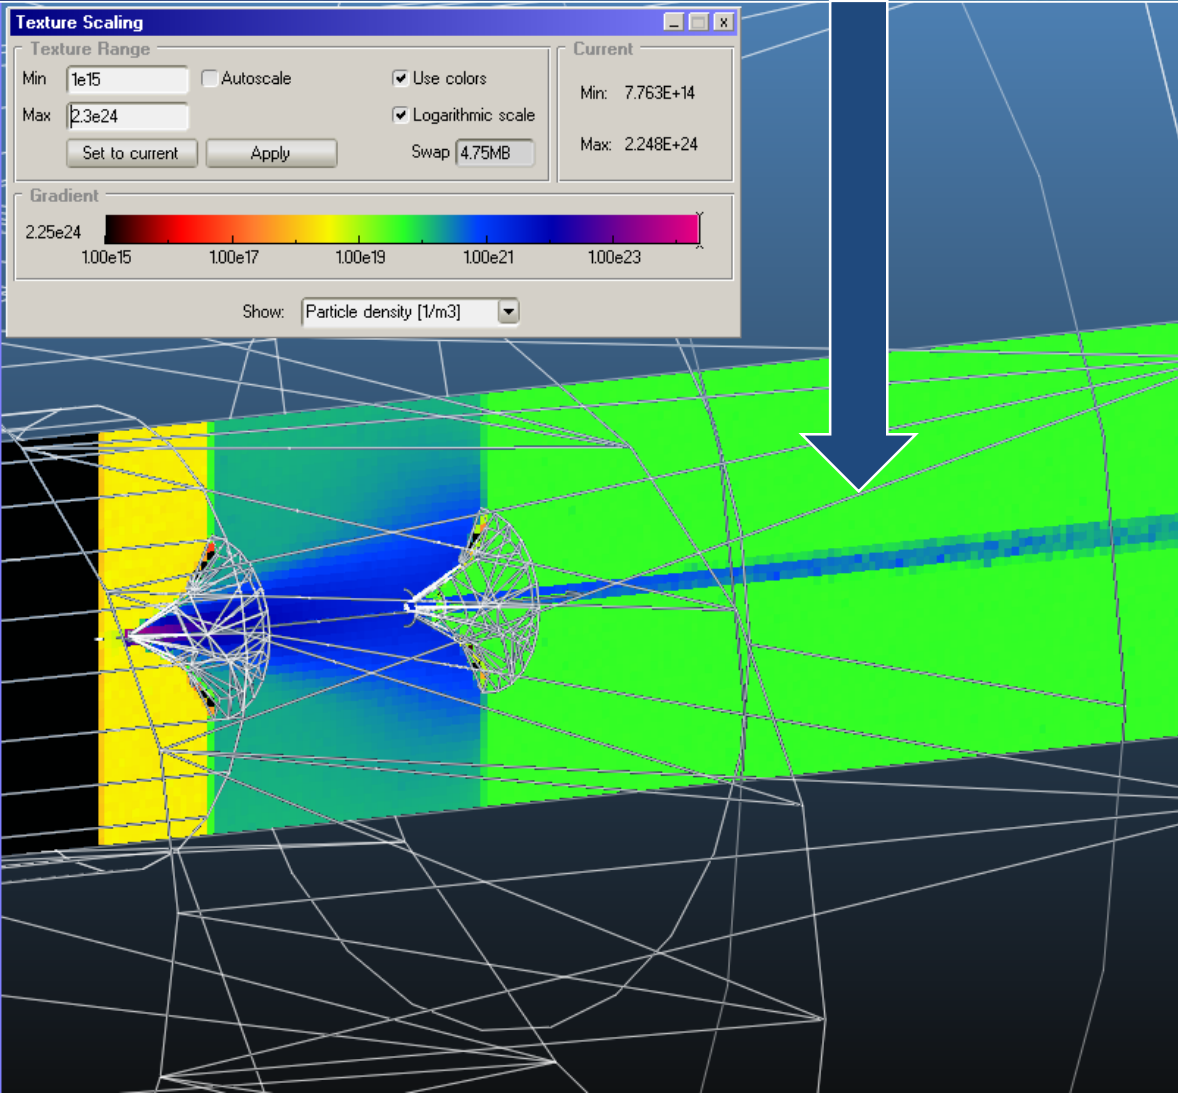 Texture Scaling
Texture Range
Min 1e15 Autoscale Use colors
Max 2.3e24 Logarithmic scale
Set to current Apply Swap 4.75MB
Current
Min: 7.763E+14
Max: 2.248E+24
Gradient
2.25e24
1.00e15 1.00e17 1.00e19 1.00e21 1.00e23
Show: Particle density [1/m3]